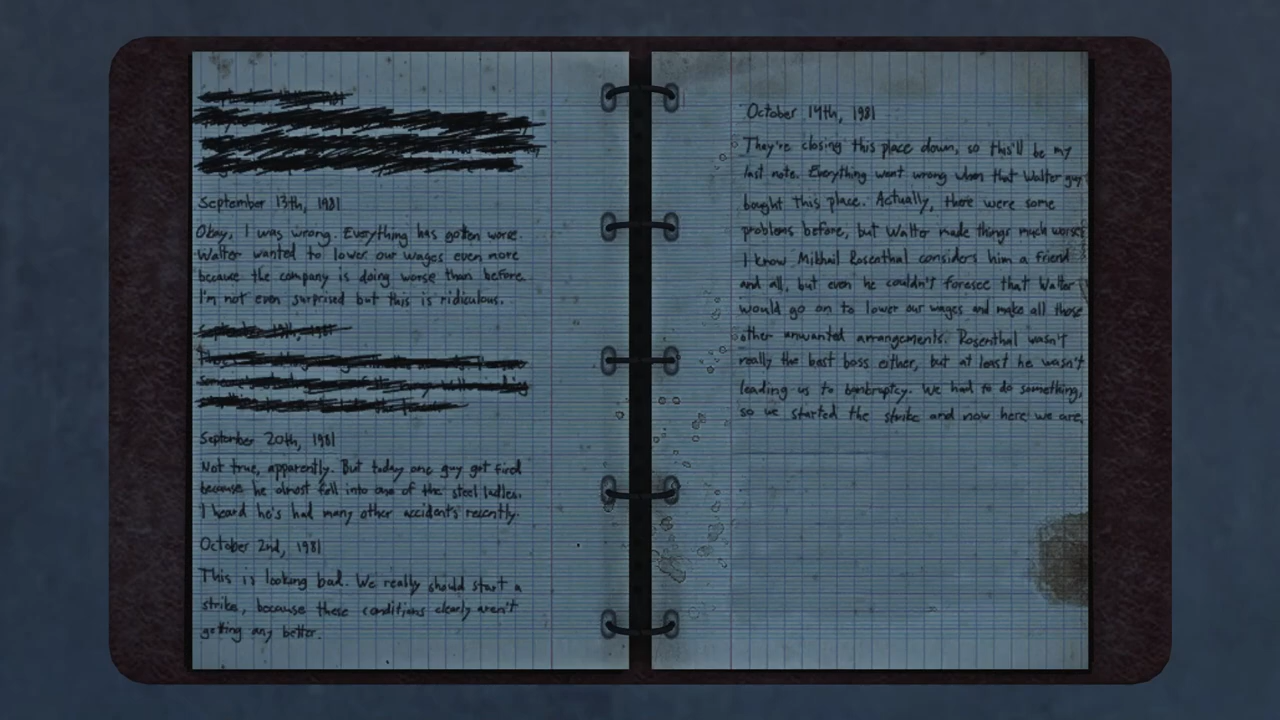 September 13th, 1981
Okay, I was wrong. Everything has gotten worse.
Walter wanted to lower our wages even more
because the company is doing worse than before.
I'm not even surprised but this is ridiculous.
September 20th, 1981
Not true, apparently. But today one guy got fired
because he almost fell into one of the steel ladles.
I heard he's had many other accidents recently.
October 2nd, 1981
This is looking bad. We really should start a
strike, because these conditions clearly aren't
getting any better.
October 19th, 1981
They're closing this place down, so this'll be my
last note. Everything went wrong when that Walter guy
bought this place. Actually, there were some
problems before, but Walter made things much worse
I know Mikhail Rosenthal considers him a friend
and all, but even he couldn't foresee that Walter
would go on to lower our wages and make all those
other unwanted arrangements. Rosenthal wasn't
really the best boss either, but at least he wasn't
leading us to bankruptcy. We had to do something,
so we started the strike and now here we are.